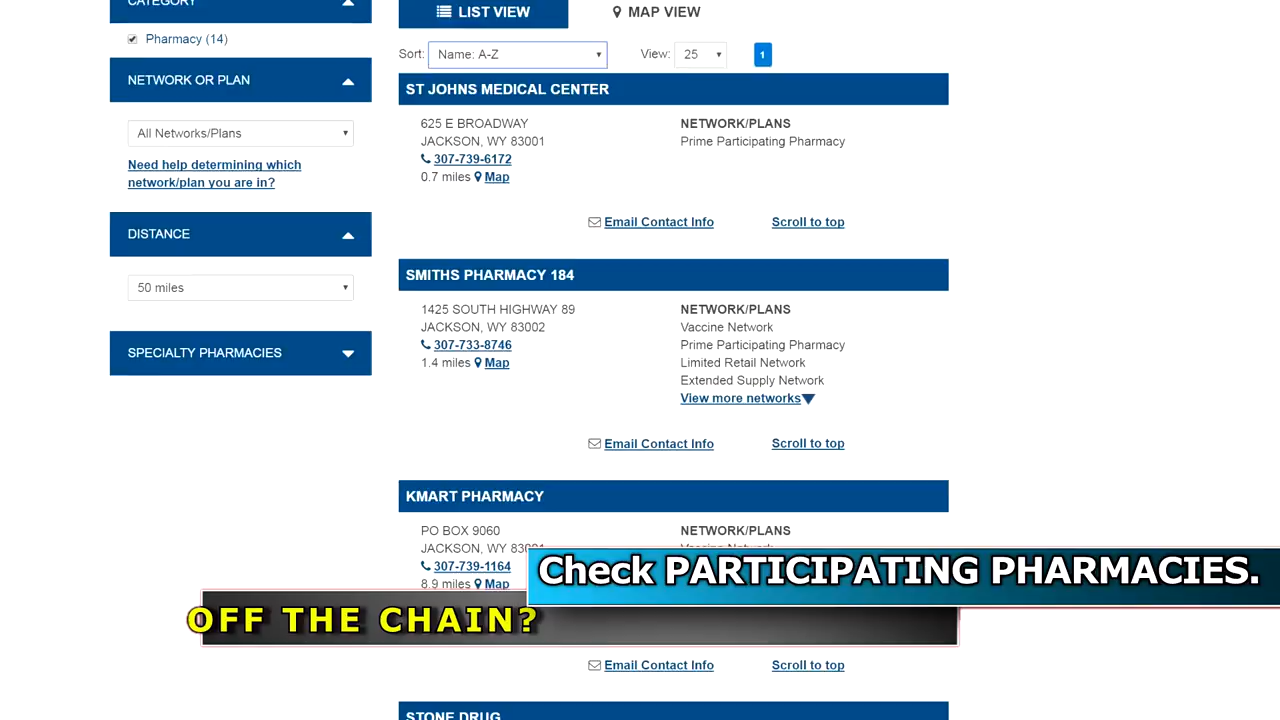 CATEGORY
Pharmacy (14)
NETWORK OR PLAN
All Networks/Plans
Need help determining which
network/plan you are in?
DISTANCE
50 miles
SPECIALTY PHARMACIES
LIST VIEW
MAP VIEW
Sort: Name: A-Z
View: 25
1
ST JOHNS MEDICAL CENTER
625 E BROADWAY
JACKSON, WY 83001
307-739-6172
0.7 miles Map
NETWORK/PLANS
Prime Participating Pharmacy
Email Contact Info
Scroll to top
SMITHS PHARMACY 184
1425 SOUTH HIGHWAY 89
JACKSON, WY 83002
307-733-8746
1.4 miles Map
NETWORK/PLANS
Vaccine Network
Prime Participating Pharmacy
Limited Retail Network
Extended Supply Network
View more networks
Email Contact Info
Scroll to top
KMART PHARMACY
PO BOX 9060
JACKSON, WY 83001
307-739-1164
8.9 miles Map
NETWORK/PLANS
Vaccine Network
Check PARTICIPATING PHARMACIES.
OFF THE CHAIN?
Email Contact Info
Scroll to top
STONE DRUG